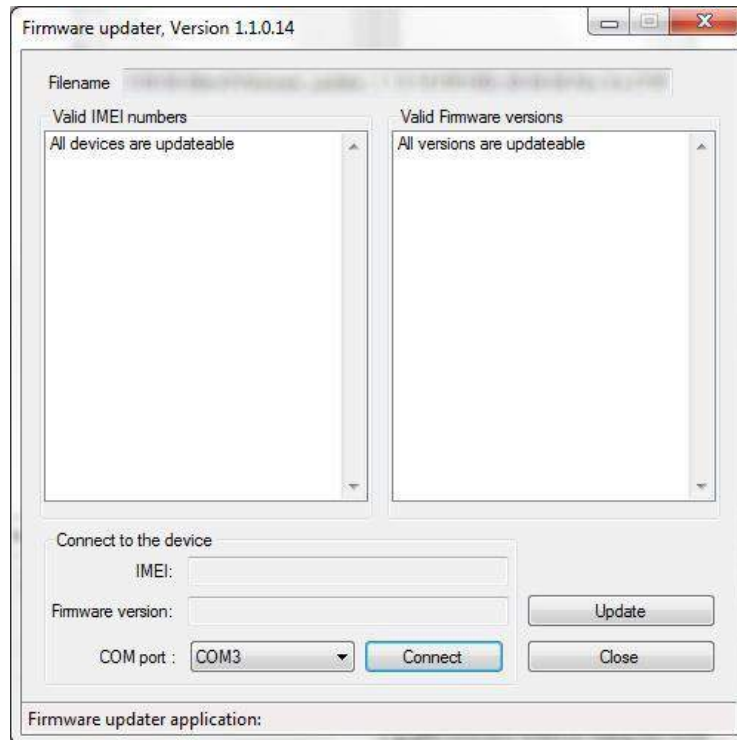 Firmware updater, Version 1.1.0.14
Filename
Valid IMEI numbers
All devices are updateable
Valid Firmware versions
All versions are updateable
Connect to the device
IMEI:
Firmware version:
Update
COM port :
COM3
Connect
Close
Firmware updater application: